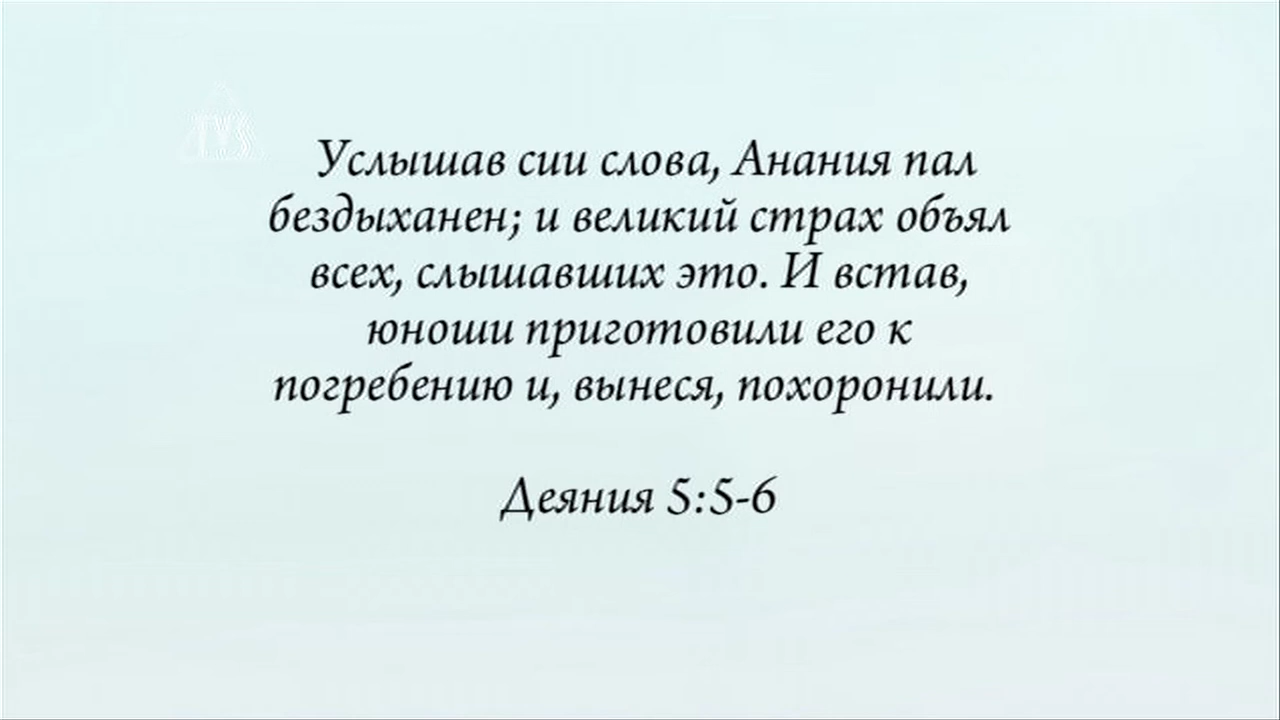 TVS
Услышав сии слова, Анания пал
бездыханен; и великий страх объял
всех, слышавших это. И встав,
юноши приготовили его к
погребению и, вынеся, похоронили.
Деяния 5:5-6